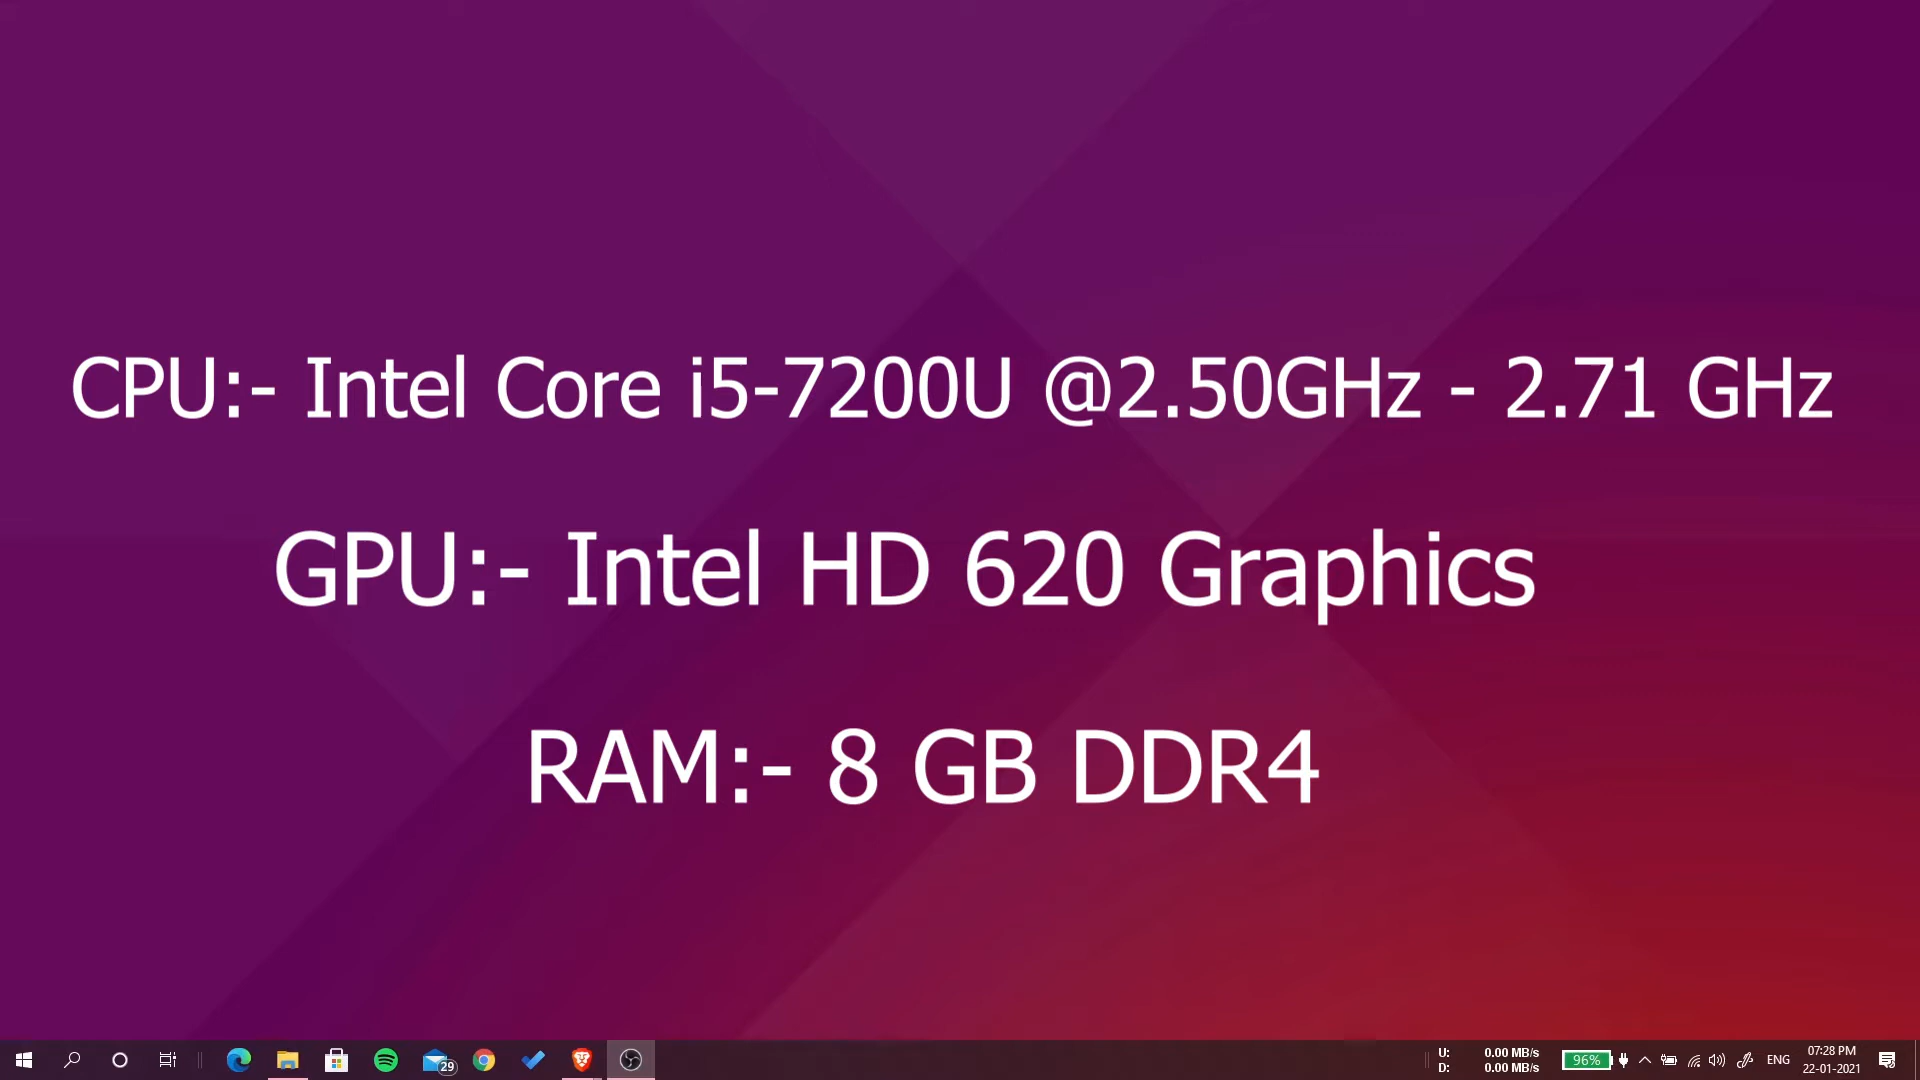 CPU:- Intel Core i5-7200U @2.50GHz - 2.71 GHz
GPU:- Intel HD 620 Graphics
RAM:- 8 GB DDR4
29
U: 0.00 MB/s
D: 0.00 MB/s
96%
ENG
07:28 PM
22-01-2021